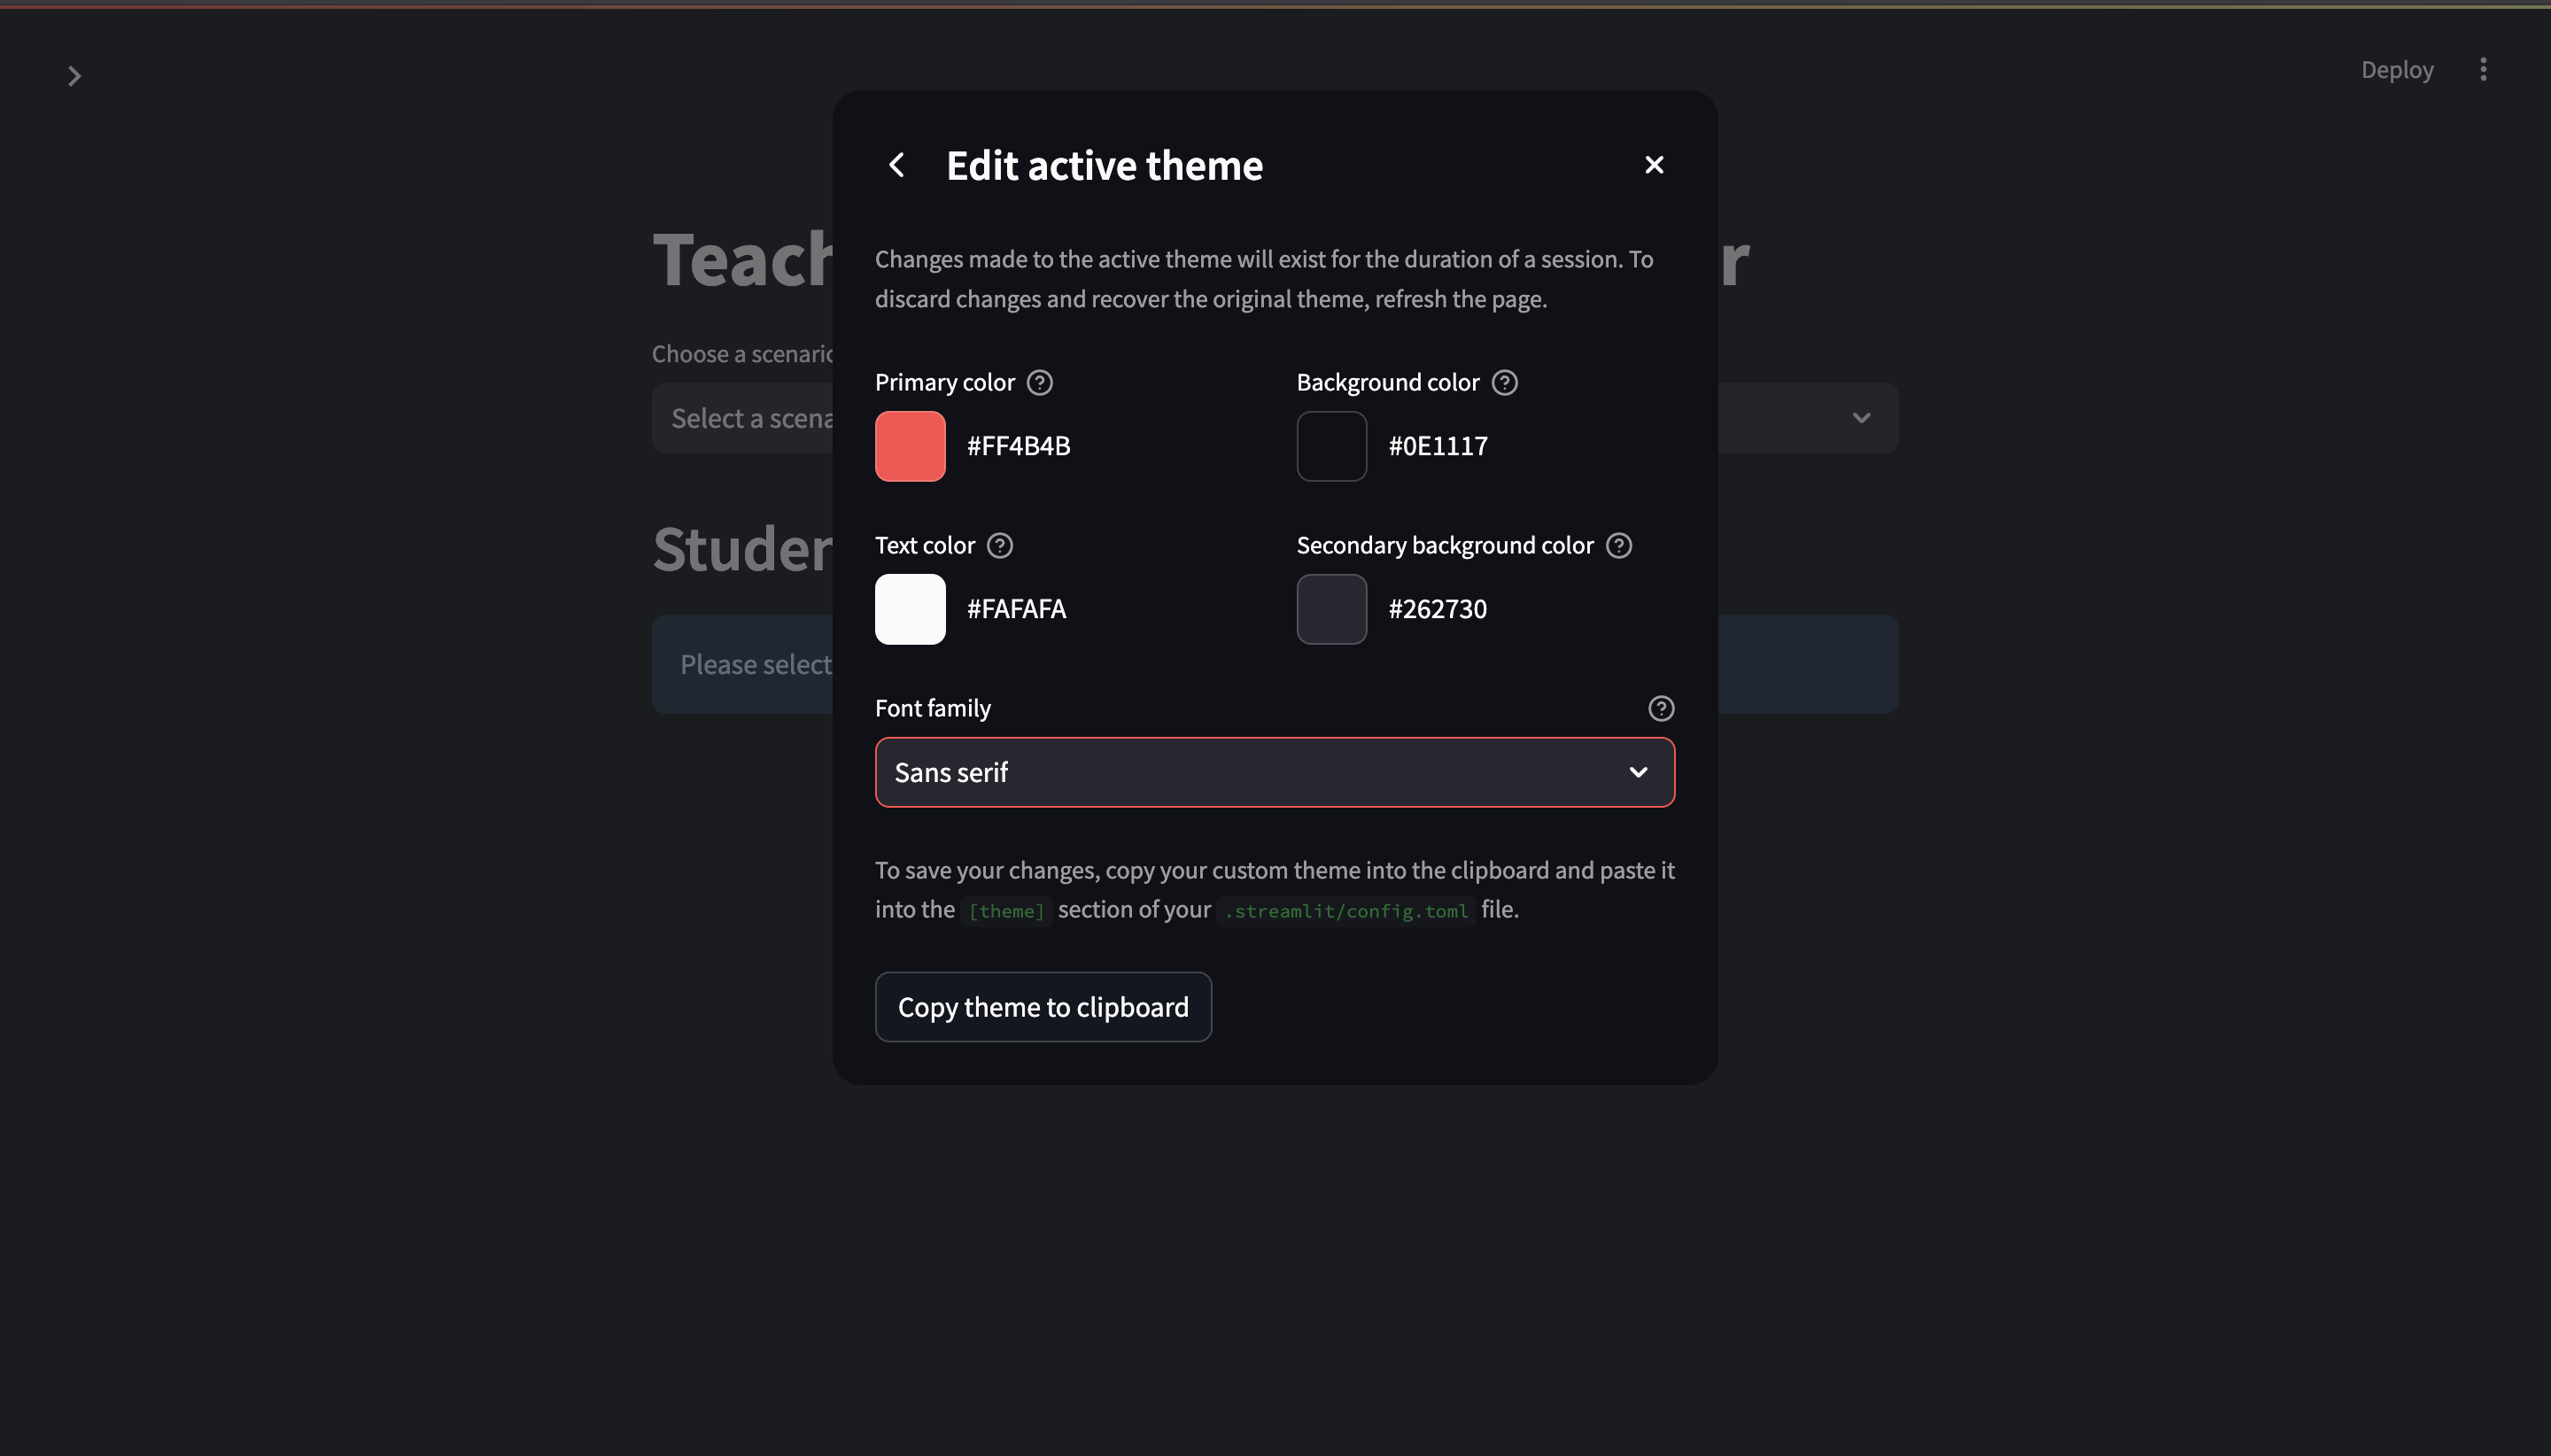 Deploy
Edit active theme
Teach
r
Changes made to the active theme will exist for the duration of a session. To
discard changes and recover the original theme, refresh the page.
Choose a scenario
Select a scena
Primary color
#FF4B4B
Background color
#0E1117
Text color
#FAFAFA
Secondary background color
#262730
Studen
Please select
Font family
Sans serif
To save your changes, copy your custom theme into the clipboard and paste it
into the [theme] section of your .streamlit/config.toml file.
Copy theme to clipboard